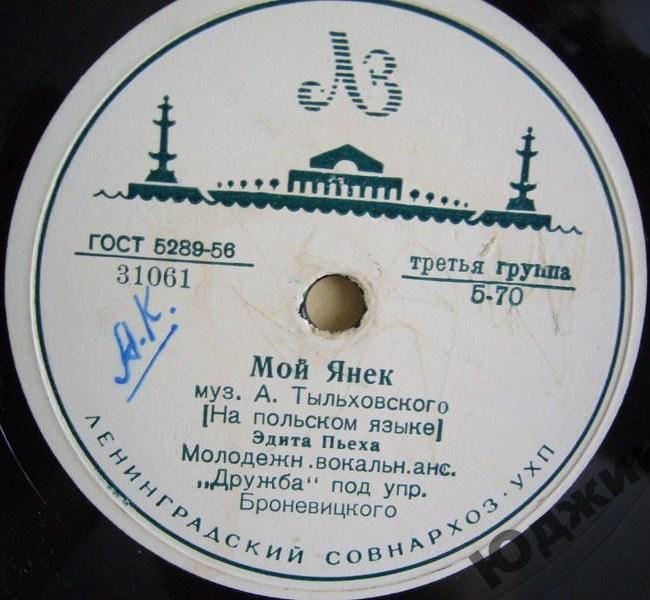 ЛЗ
ГОСТ 5289-56
31061
третья группа
5-70
А.К.
Мой Янек
муз. А. Тыльховского
[На польском языке]
Эдита Пьеха
Молодежн.вокальн.анс.
„Дружба" под упр.
Броневицкого
ЛЕНИНГРАДСКИЙ СОВНАРХОЗ·УХП
ЮДЖИН